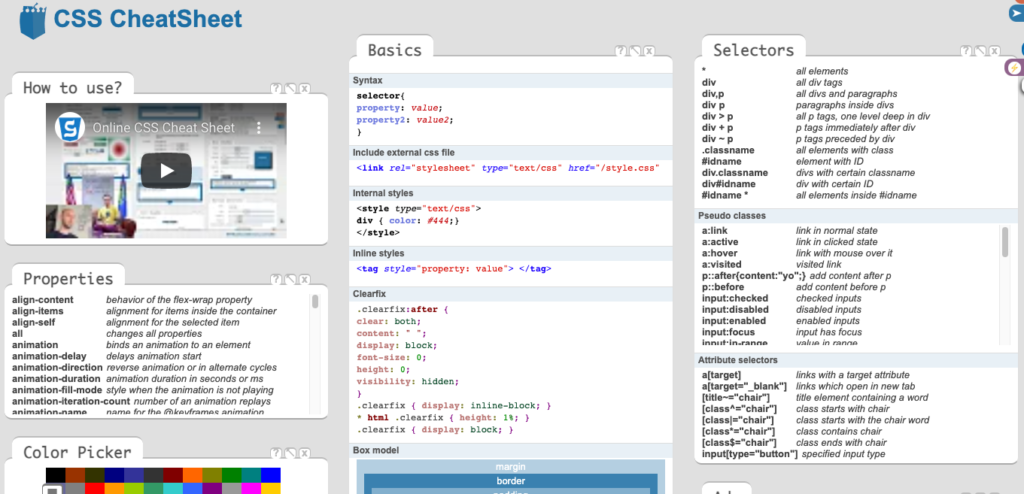 CSS CheatSheet
How to use?
Online CSS Cheat Sheet
Properties
align-content behavior of the flex-wrap property
align-items alignment for items inside the container
align-self alignment for the selected item
all changes all properties
animation binds an animation to an element
animation-delay delays animation start
animation-direction reverse animation or in alternate cycles
animation-duration animation duration in seconds or ms
animation-fill-mode style when the animation is not playing
animation-iteration-count number of an animation replays
animation-name name for the @keyframes animation
Color Picker
Basics
Syntax
selector{
property: value;
property2: value2;
}
Include external css file
<link rel="stylesheet" type="text/css" href="/style.css"
Internal styles
<style type="text/css">
div { color: #444;}
</style>
Inline styles
<tag style="property: value"> </tag>
Clearfix
.clearfix:after {
clear: both;
content: " ";
display: block;
font-size: 0;
height: 0;
visibility: hidden;
}
.clearfix { display: inline-block; }
* html .clearfix { height: 1%; }
.clearfix { display: block; }
Box model
margin
border
padding
Selectors
* all elements
div all div tags
div,p all divs and paragraphs
div p paragraphs inside divs
div > p all p tags, one level deep in div
div + p p tags immediately after div
div ~ p p tags preceded by div
.classname all elements with class
#idname element with ID
div.classname divs with certain classname
div#idname div with certain ID
#idname * all elements inside #idname
Pseudo classes
a:link link in normal state
a:active link in clicked state
a:hover link with mouse over it
a:visited visited link
p::after{content:"yo";} add content after p
p::before add content before p
input:checked checked inputs
input:disabled disabled inputs
input:enabled enabled inputs
input:focus input has focus
input:in-range value in range
Attribute selectors
a[target] links with a target attribute
a[target="_blank"] links which open in new tab
[title~="chair"] title element containing a word
[class^="chair"] class starts with chair
[class|="chair"] class starts with the chair word
[class*="chair"] class contains chair
[class$="chair"] class ends with chair
input[type="button"] specified input type